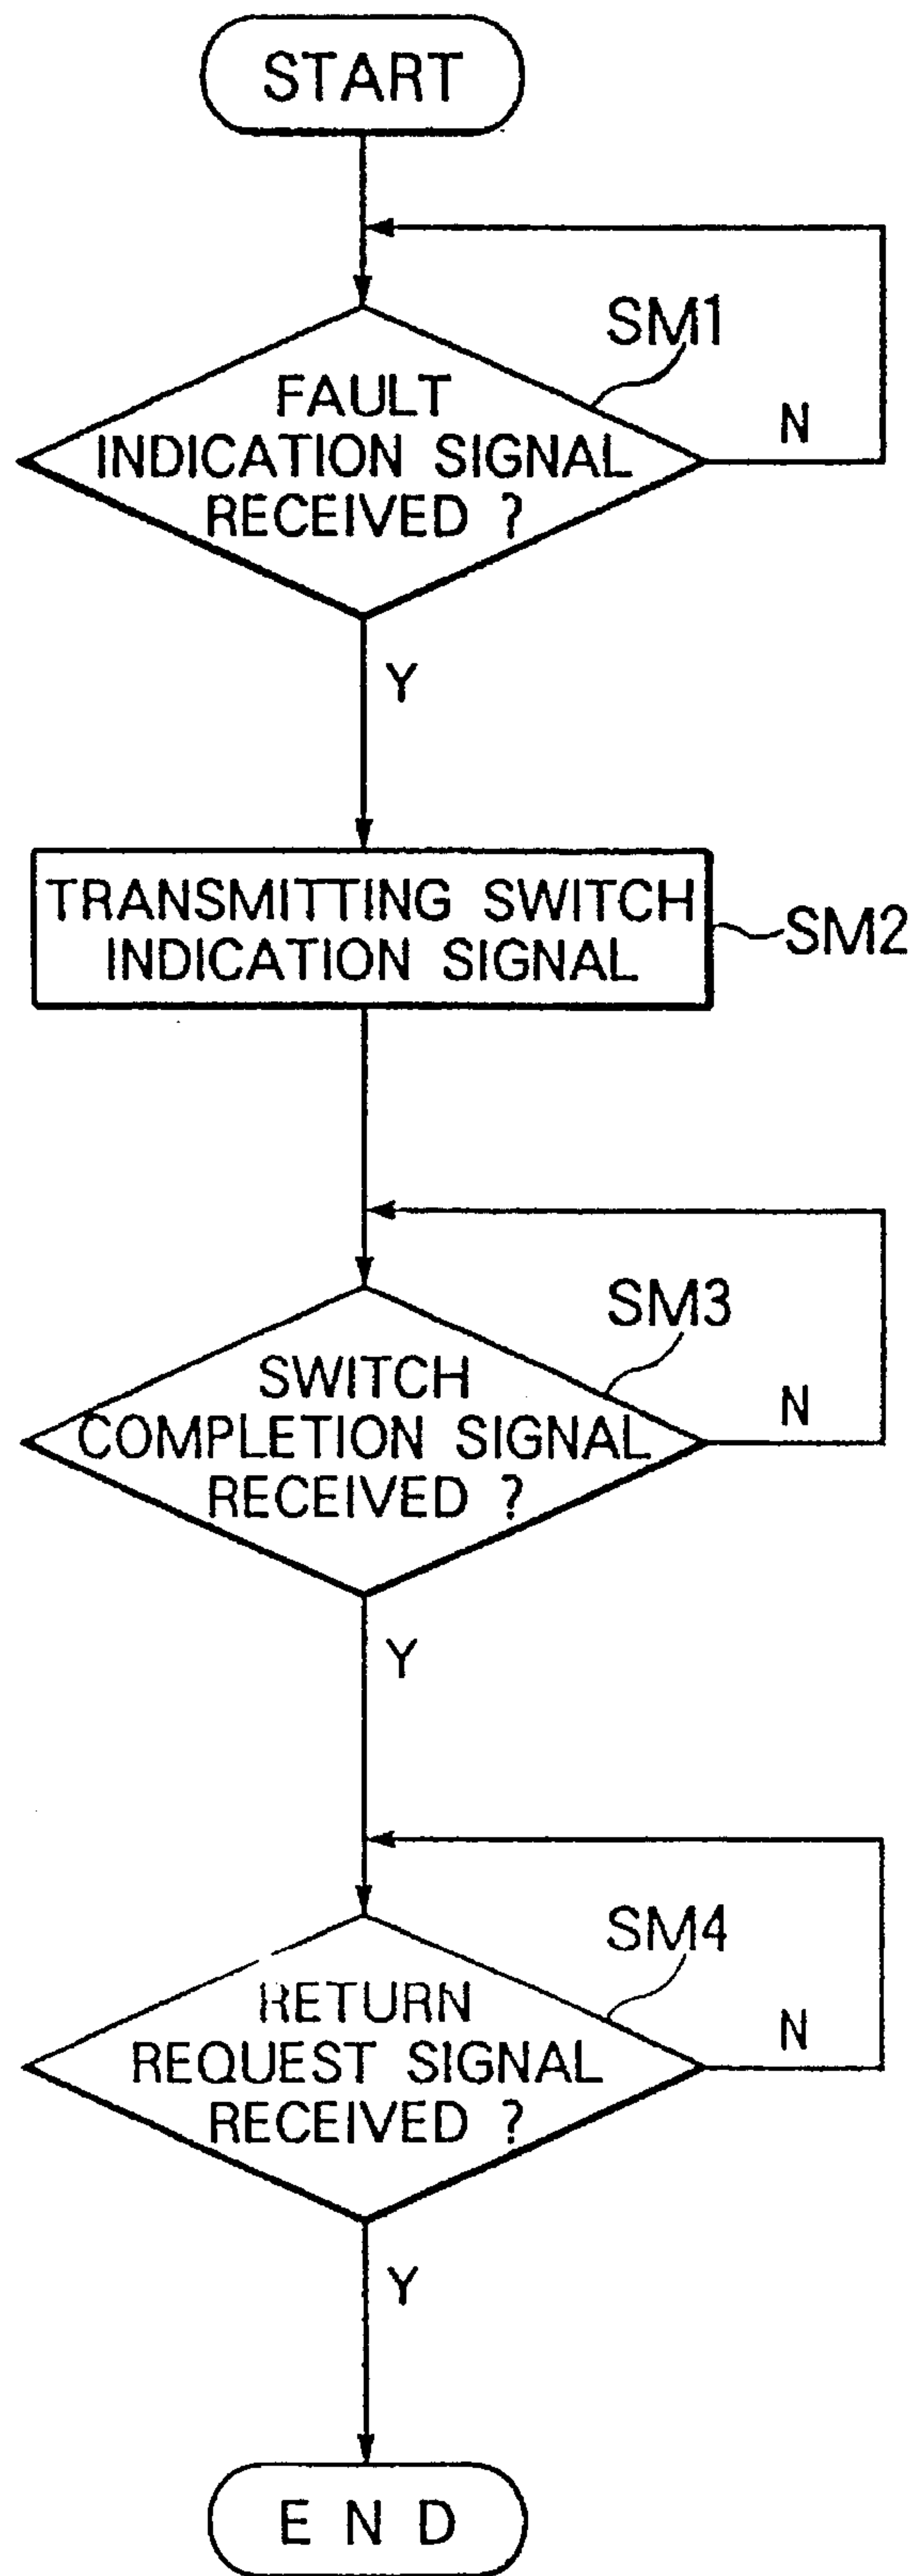 START
SM1
FAULT
INDICATION SIGNAL
RECEIVED ?
N
Y
TRANSMITTING SWITCH
INDICATION SIGNAL
SM2
SM3
SWITCH
COMPLETION SIGNAL
RECEIVED ?
N
Y
SM4
RETURN
REQUEST SIGNAL
RECEIVED ?
N
Y
E N D